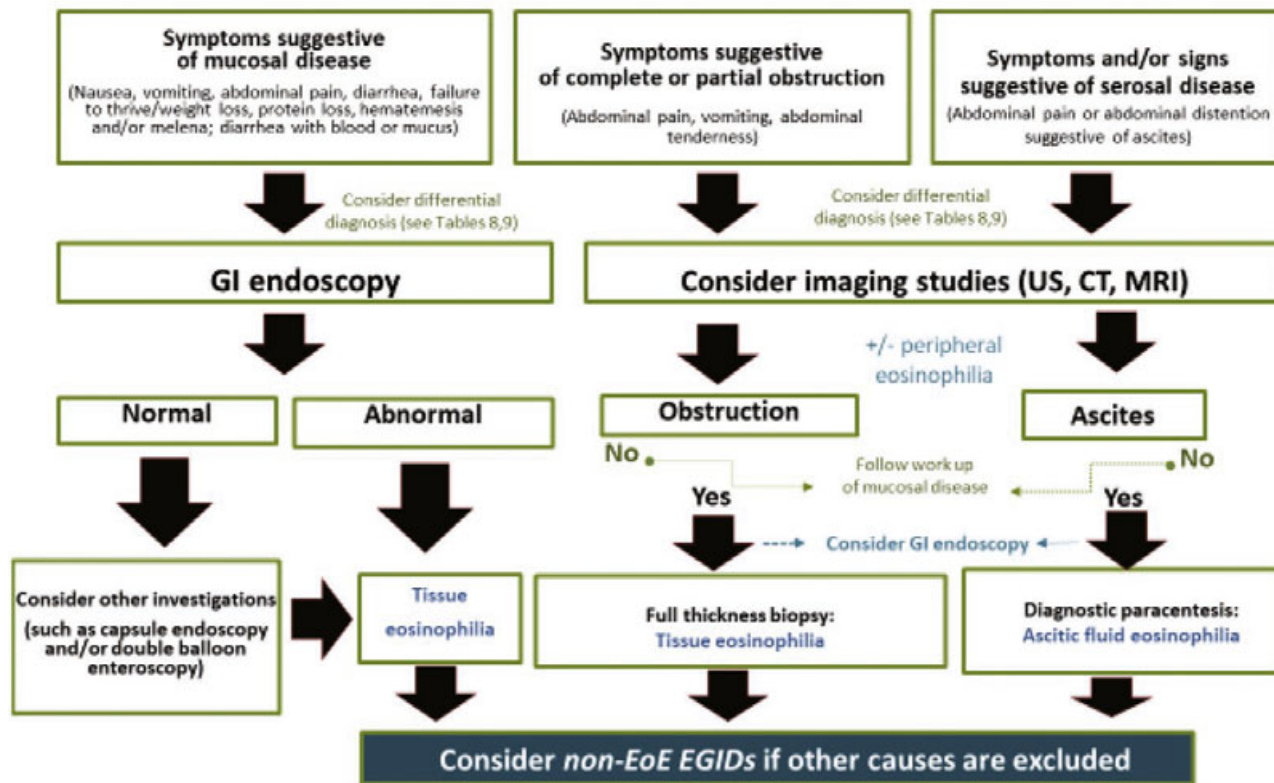 Symptoms suggestive
of mucosal disease
(Nausea, vomiting, abdominal pain, diarrhea, failure
to thrive/weight loss, protein loss, hematemesis
and/or melena; diarrhea with blood or mucus)
Symptoms suggestive
of complete or partial obstruction
(Abdominal pain, vomiting, abdominal
tenderness)
Symptoms and/or signs
suggestive of serosal disease
(Abdominal pain or abdominal distention
suggestive of ascites)
Consider differential
diagnosis (see Tables 8,9)
Consider differential
diagnosis (see Tables 8,9)
GI endoscopy
Consider imaging studies (US, CT, MRI)
+/- peripheral
eosinophilia
Normal
Abnormal
Obstruction
Ascites
No
Follow work up
of mucosal disease
No
Yes
Yes
Consider GI endoscopy
Consider other investigations
(such as capsule endoscopy
and/or double balloon
enteroscopy)
Tissue
eosinophilia
Full thickness biopsy:
Tissue eosinophilia
Diagnostic paracentesis:
Ascitic fluid eosinophilia
Consider non-EoE EGIDs if other causes are excluded